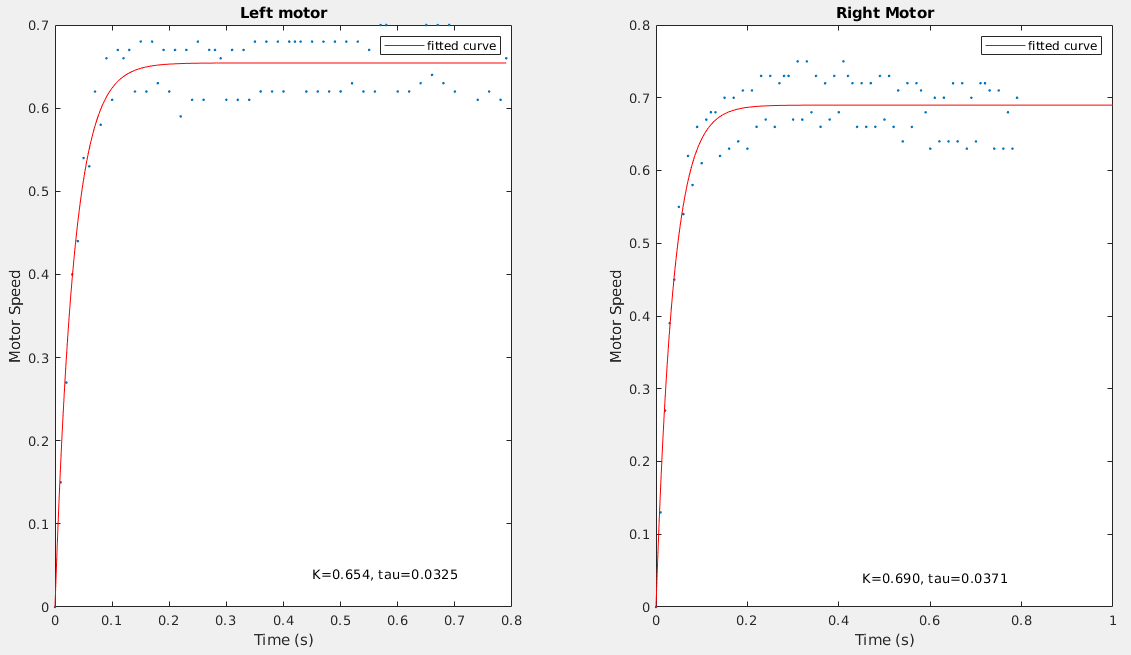 Left motor
0.7
0.6
0.5
0.4
0.3
0.2
0.1
0
Motor Speed
fitted curve
K=0.654, tau=0.0325
0 0.1 0.2 0.3 0.4 0.5 0.6 0.7 0.8
Time (s)
Right Motor
0.8
0.7
0.6
0.5
0.4
0.3
0.2
0.1
0
Motor Speed
fitted curve
K=0.690, tau=0.0371
0 0.2 0.4 0.6 0.8 1
Time (s)